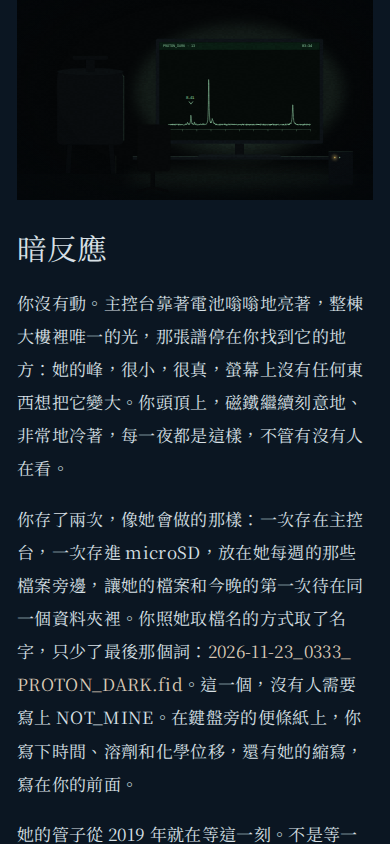 PROTON_DARK · 13
03:34
暗反應
你沒有動。主控台靠著電池嗡嗡地亮著，整棟
大樓裡唯一的光，那張譜停在你找到它的地
方：她的峰，很小，很真，螢幕上沒有任何東
西想把它變大。你頭頂上，磁鐵繼續刻意地、
非常地冷著，每一夜都是這樣，不管有沒有人
在看。
你存了兩次，像她會做的那樣：一次存在主控
台，一次存進 microSD，放在她每週的那些
檔案旁邊，讓她的檔案和今晚的第一次待在同
一個資料夾裡。你照她取檔名的方式取了名
字，只少了最後那個詞：2026-11-23_0333_
PROTON_DARK.fid。這一個，沒有人需要
寫上 NOT_MINE。在鍵盤旁的便條紙上，你
寫下時間、溶劑和化學位移，還有她的縮寫，
寫在你的前面。
她的管子從 2019 年就在等這一刻。不是等一